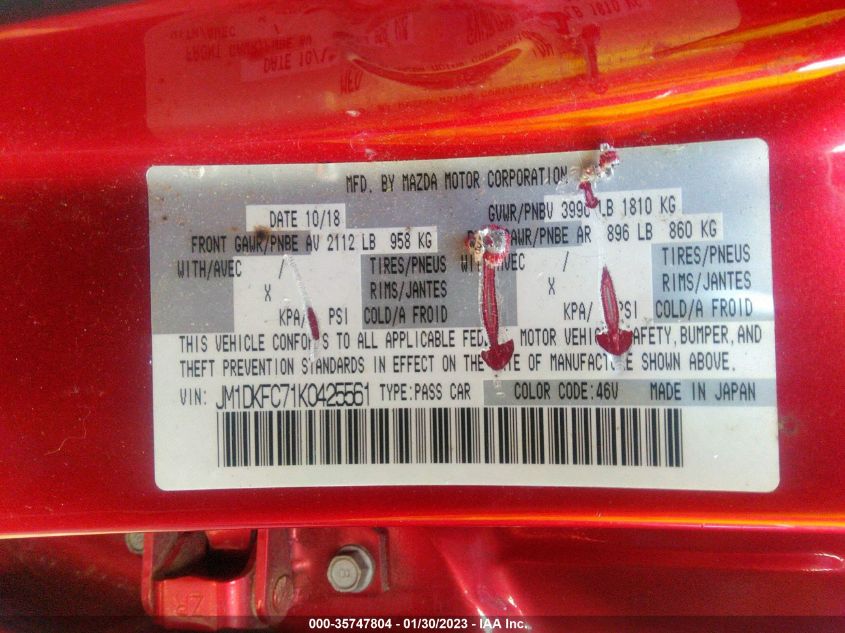 MFD. BY MAZDA MOTOR CORPORATION
DATE 10/18
GVWR/PNBV 3990 LB 1810 KG
FRONT GAWR/PNBE AV 2112 LB 958 KG
GAWR/PNBE AR 896 LB 860 KG
WITH/AVEC / TIRES/PNEUS WITH/AVEC / TIRES/PNEUS
X RIMS/JANTES X RIMS/JANTES
KPA/ PSI COLD/A FROID KPA/ PSI COLD/A FROID
THIS VEHICLE CONFORMS TO ALL APPLICABLE MOTOR AFETY, BUMPER, AND
THEFT PREVENTION STANDARDS IN EFFECT ON THE OF MANUFACTURE SHOWN ABOVE.
VIN: JM1DKFC71K0425561 TYPE:PASS CAR COLOR CODE:46V MADE IN JAPAN
000-35747804 - 01/30/2023 - IAA Inc.